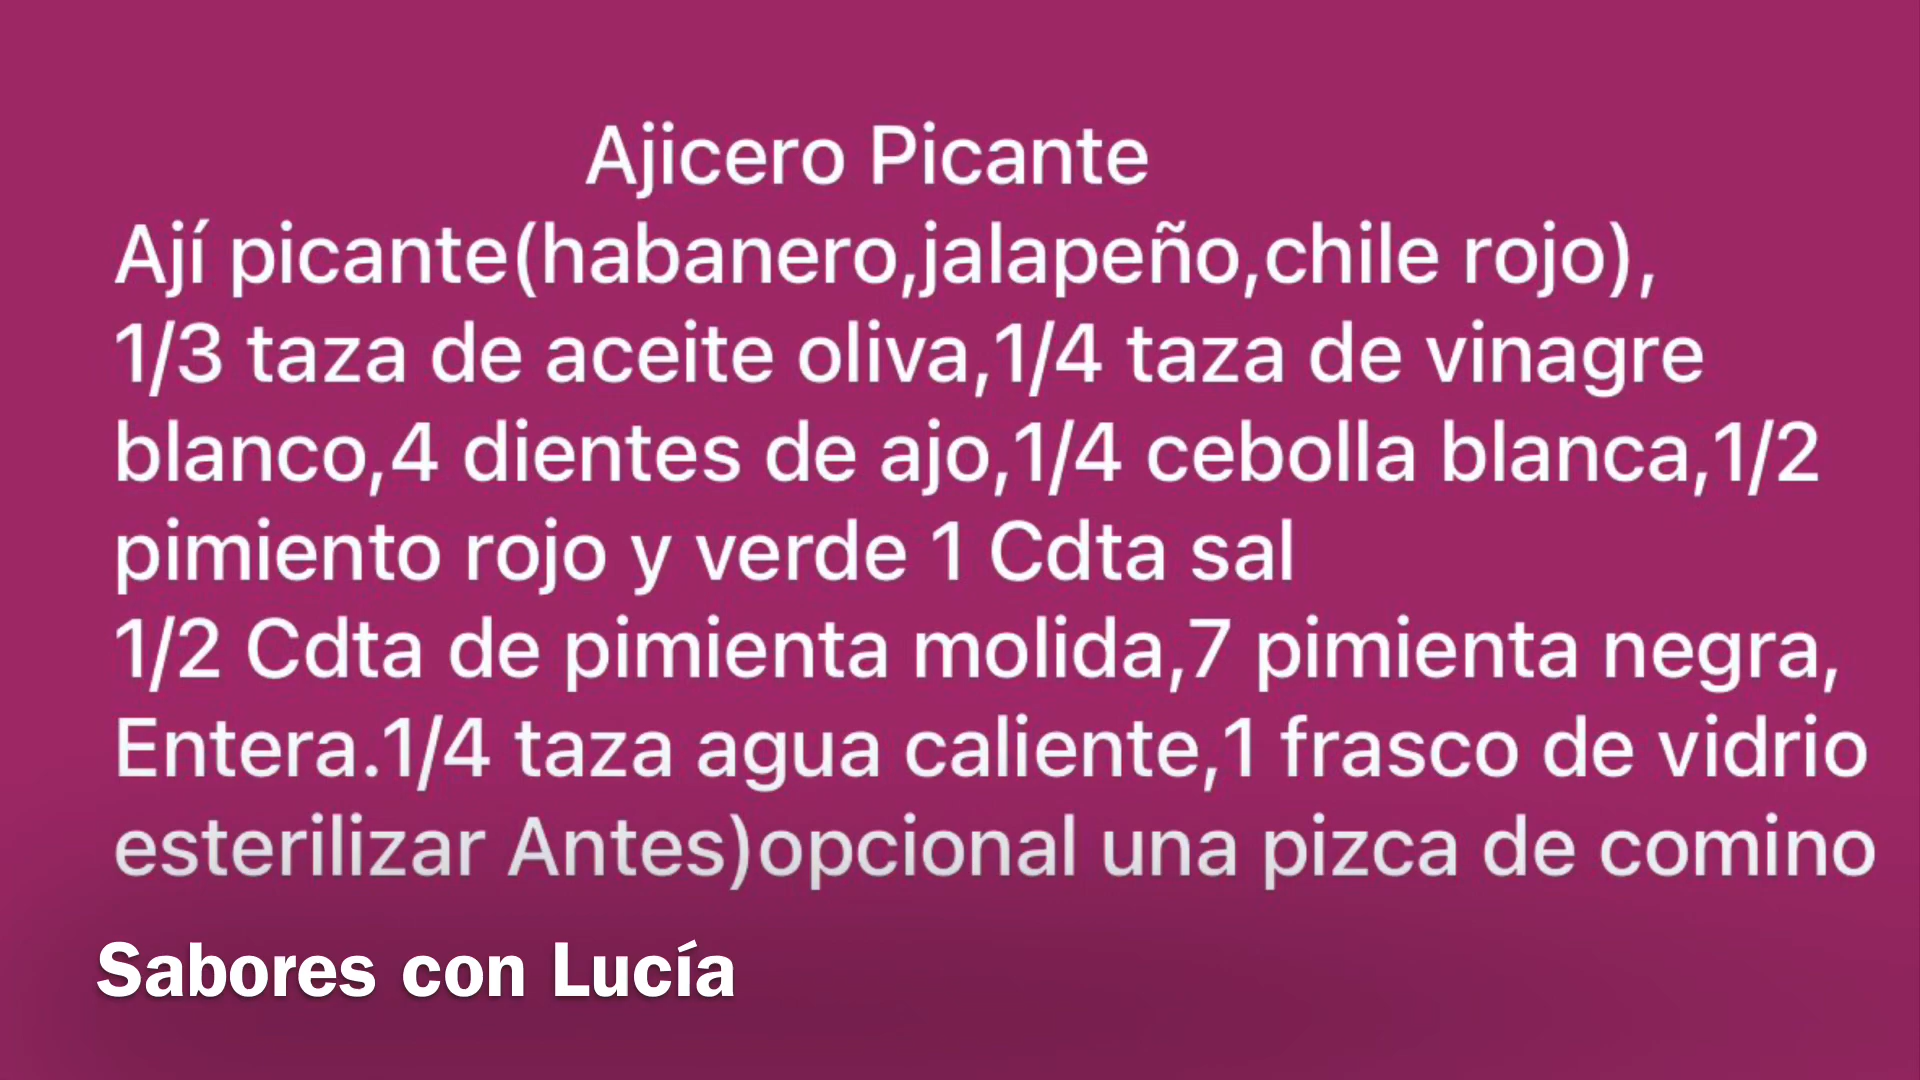 Ajicero Picante
Ají picante(habanero,jalapeño,chile rojo),
1/3 taza de aceite oliva,1/4 taza de vinagre
blanco,4 dientes de ajo,1/4 cebolla blanca,1/2
pimiento rojo y verde 1 Cdta sal
1/2 Cdta de pimienta molida,7 pimienta negra,
Entera.1/4 taza agua caliente,1 frasco de vidrio
esterilizar Antes)opcional una pizca de comino
Sabores con Lucía